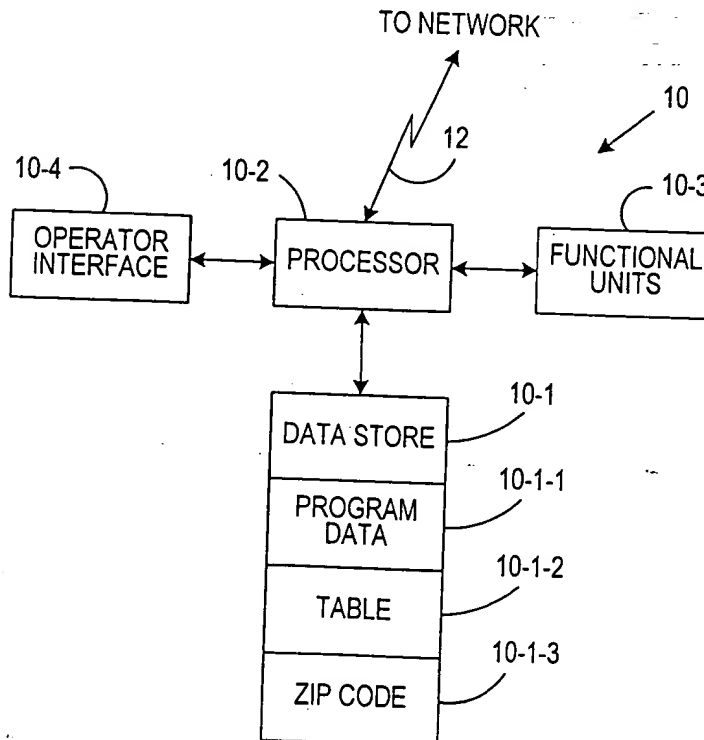 TO NETWORK
10
12
10-4
10-2
10-3
OPERATOR
INTERFACE
PROCESSOR
FUNCTIONAL
UNITS
10-1
DATA STORE
10-1-1
PROGRAM
DATA
10-1-2
TABLE
10-1-3
ZIP CODE